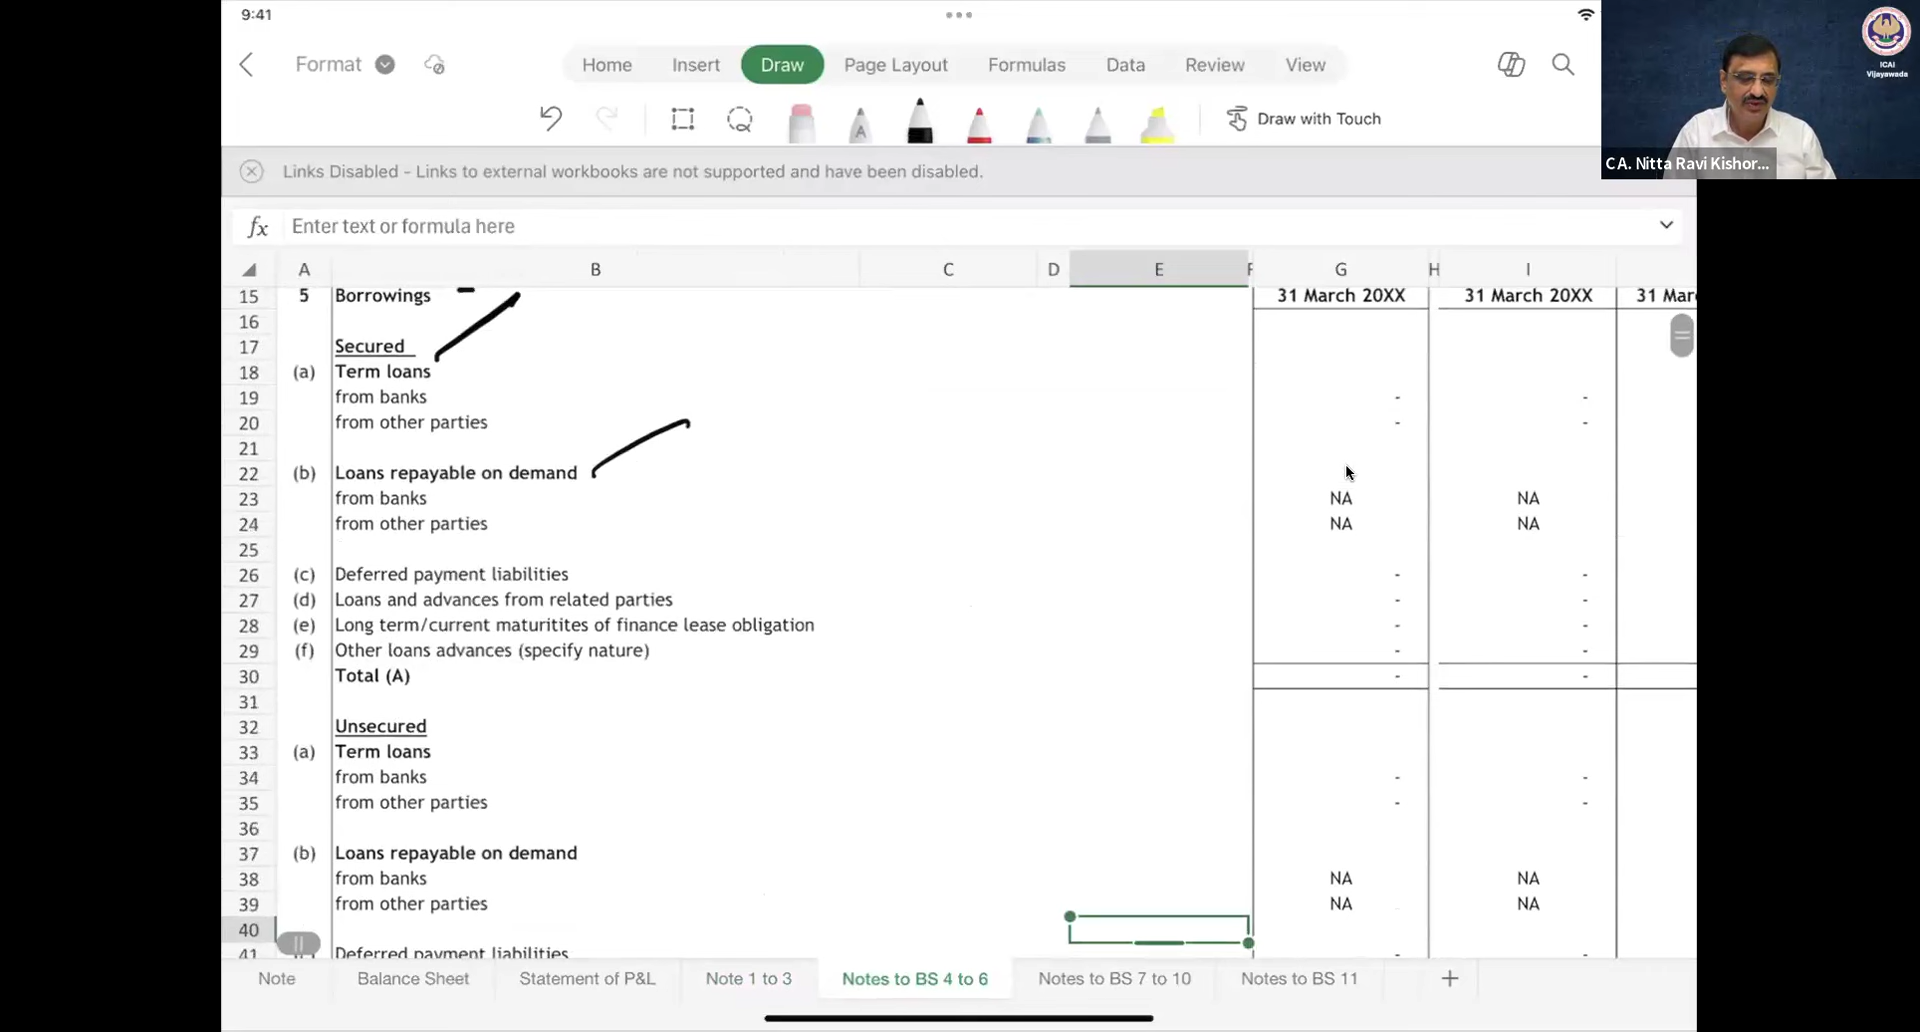 9:41
Format
Home Insert Draw Page Layout Formulas Data Review View
A
Draw with Touch
ICAI
Vijayawada
CA. Nitta Ravi Kishor...
Links Disabled - Links to external workbooks are not supported and have been disabled.
fx Enter text or formula here
A B C D E F G H I
15 5 Borrowings 31 March 20XX 31 March 20XX 31 Mar
16
17 Secured
18 (a) Term loans
19 from banks - -
20 from other parties - -
21
22 (b) Loans repayable on demand
23 from banks NA NA
24 from other parties NA NA
25
26 (c) Deferred payment liabilities - -
27 (d) Loans and advances from related parties - -
28 (e) Long term/current maturitites of finance lease obligation - -
29 (f) Other loans advances (specify nature) - -
30 Total (A) - -
31
32 Unsecured
33 (a) Term loans
34 from banks - -
35 from other parties - -
36
37 (b) Loans repayable on demand
38 from banks NA NA
39 from other parties NA NA
40
41 Deferred payment liabilities - -
Note Balance Sheet Statement of P&L Note 1 to 3 Notes to BS 4 to 6 Notes to BS 7 to 10 Notes to BS 11 +